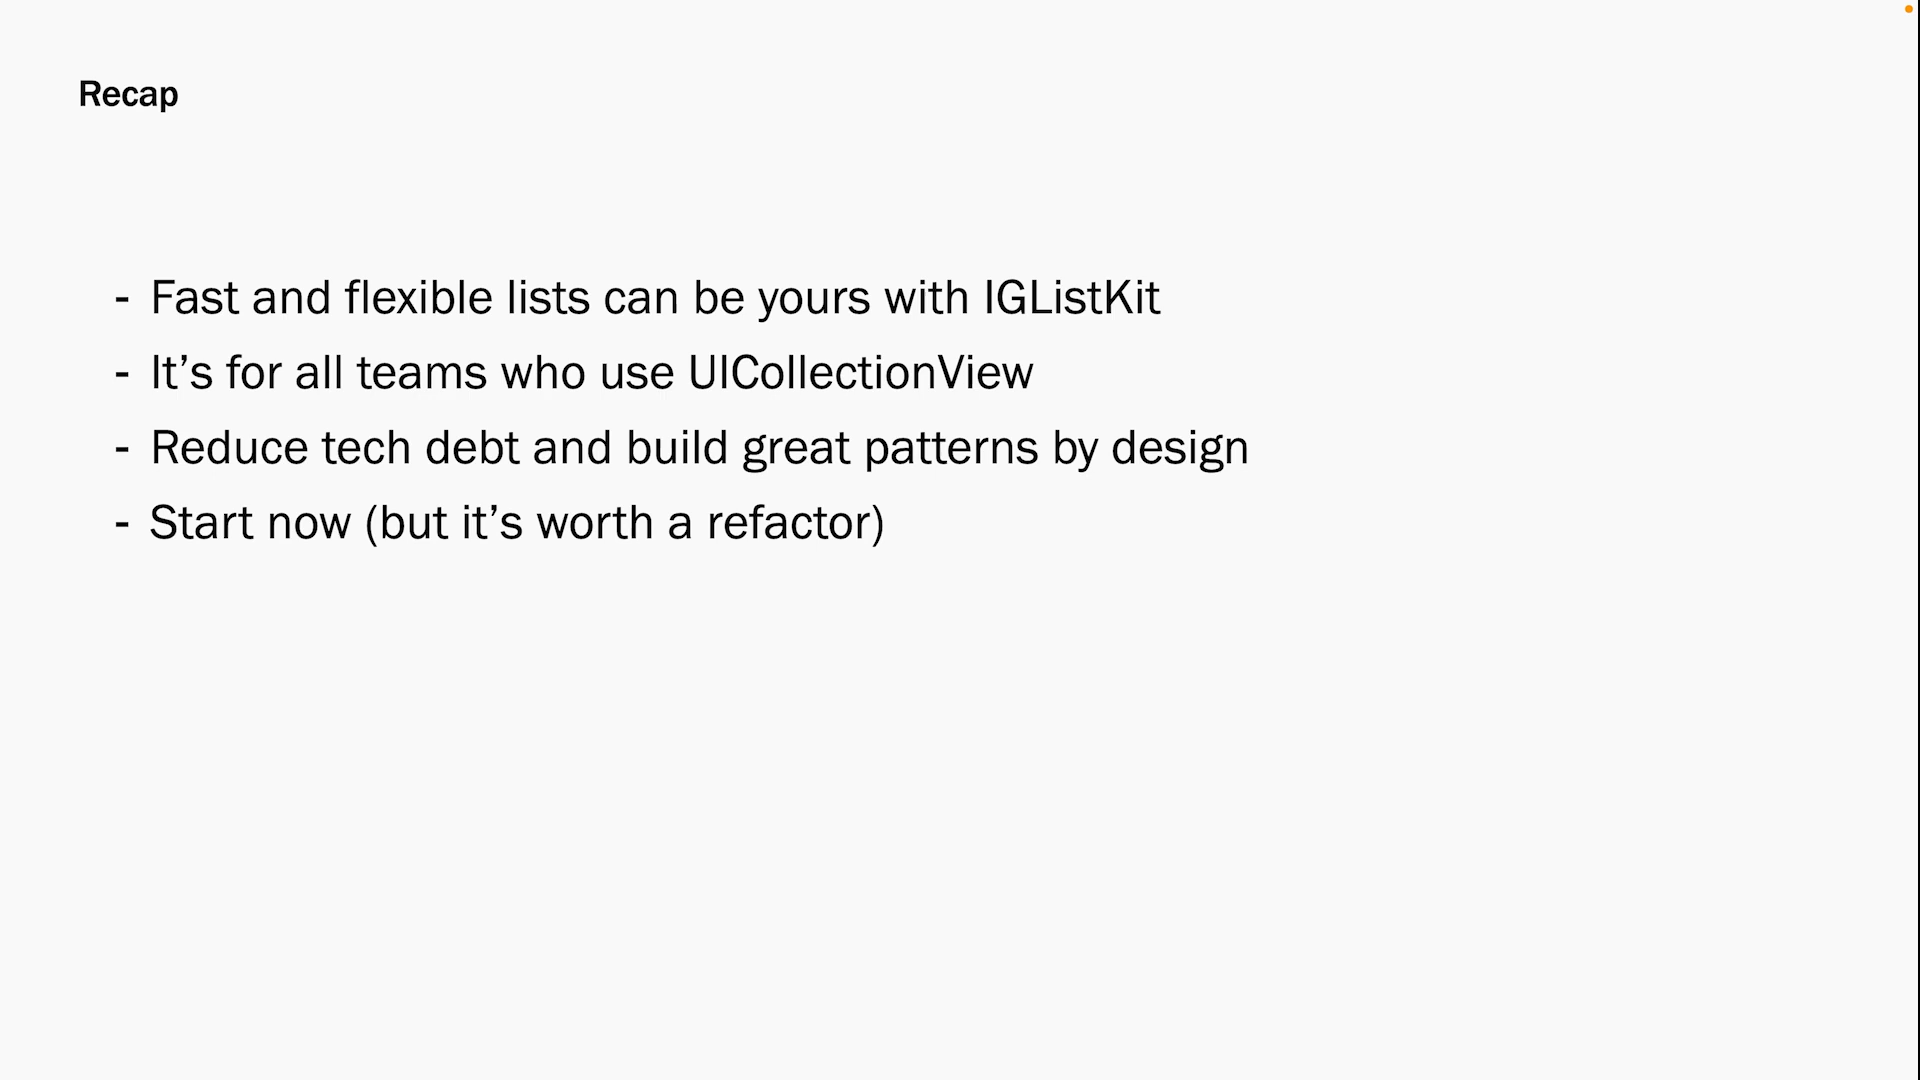 Recap
- Fast and flexible lists can be yours with IGListKit
- It’s for all teams who use UICollectionView
- Reduce tech debt and build great patterns by design
- Start now (but it’s worth a refactor)